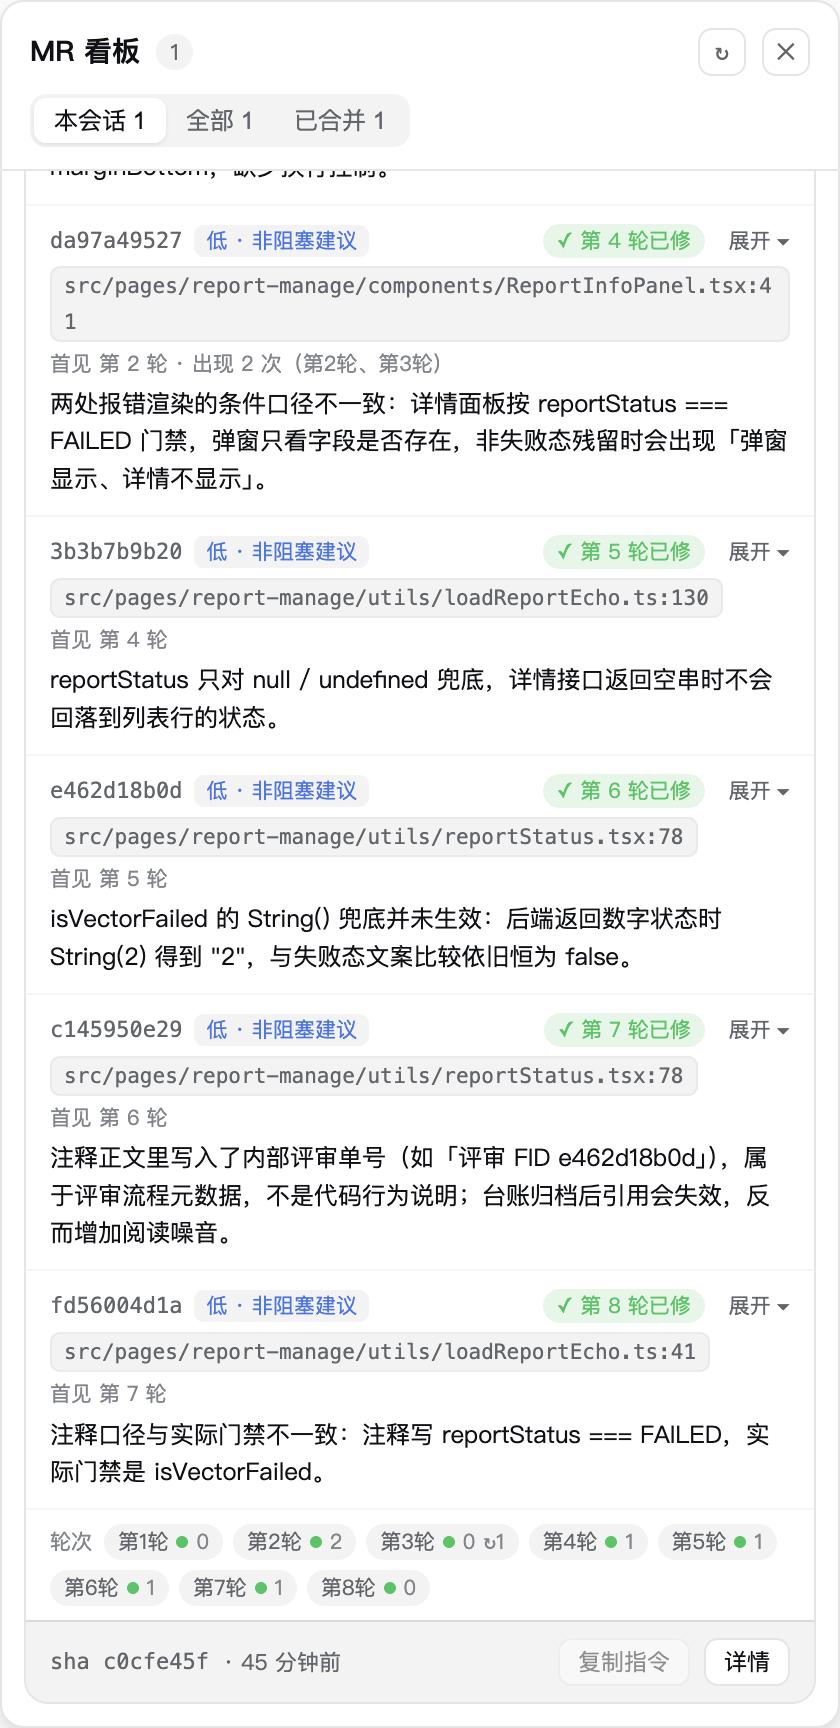 MR 看板 1 ↻ ✕
本会话 1 全部 1 已合并 1
marginBottom，缺少执行控制。
da97a49527 低 · 非阻塞建议 ✓ 第 4 轮已修 展开
src/pages/report-manage/components/ReportInfoPanel.tsx:4
1
首见 第 2 轮 · 出现 2 次（第2轮、第3轮）
两处报错渲染的条件口径不一致：详情面板按 reportStatus ===
FAILED 门禁，弹窗只看字段是否存在，非失败态残留时会出现「弹窗
显示、详情不显示」。
3b3b7b9b20 低 · 非阻塞建议 ✓ 第 5 轮已修 展开
src/pages/report-manage/utils/loadReportEcho.ts:130
首见 第 4 轮
reportStatus 只对 null / undefined 兜底，详情接口返回空串时不会
回落到列表行的状态。
e462d18b0d 低 · 非阻塞建议 ✓ 第 6 轮已修 展开
src/pages/report-manage/utils/reportStatus.tsx:78
首见 第 5 轮
isVectorFailed 的 String() 兜底并未生效：后端返回数字状态时
String(2) 得到 "2"，与失败态文案比较依旧恒为 false。
c145950e29 低 · 非阻塞建议 ✓ 第 7 轮已修 展开
src/pages/report-manage/utils/reportStatus.tsx:78
首见 第 6 轮
注释正文里写入了内部评审单号（如「评审 FID e462d18b0d」），属
于评审流程元数据，不是代码行为说明；台账归档后引用会失效，反
而增加阅读噪音。
fd56004d1a 低 · 非阻塞建议 ✓ 第 8 轮已修 展开
src/pages/report-manage/utils/loadReportEcho.ts:41
首见 第 7 轮
注释口径与实际门禁不一致：注释写 reportStatus === FAILED，实
际门禁是 isVectorFailed。
轮次 第1轮 0 第2轮 2 第3轮 0 ↻1 第4轮 1 第5轮 1
第6轮 1 第7轮 1 第8轮 0
sha c0cfe45f · 45 分钟前 复制指令 详情